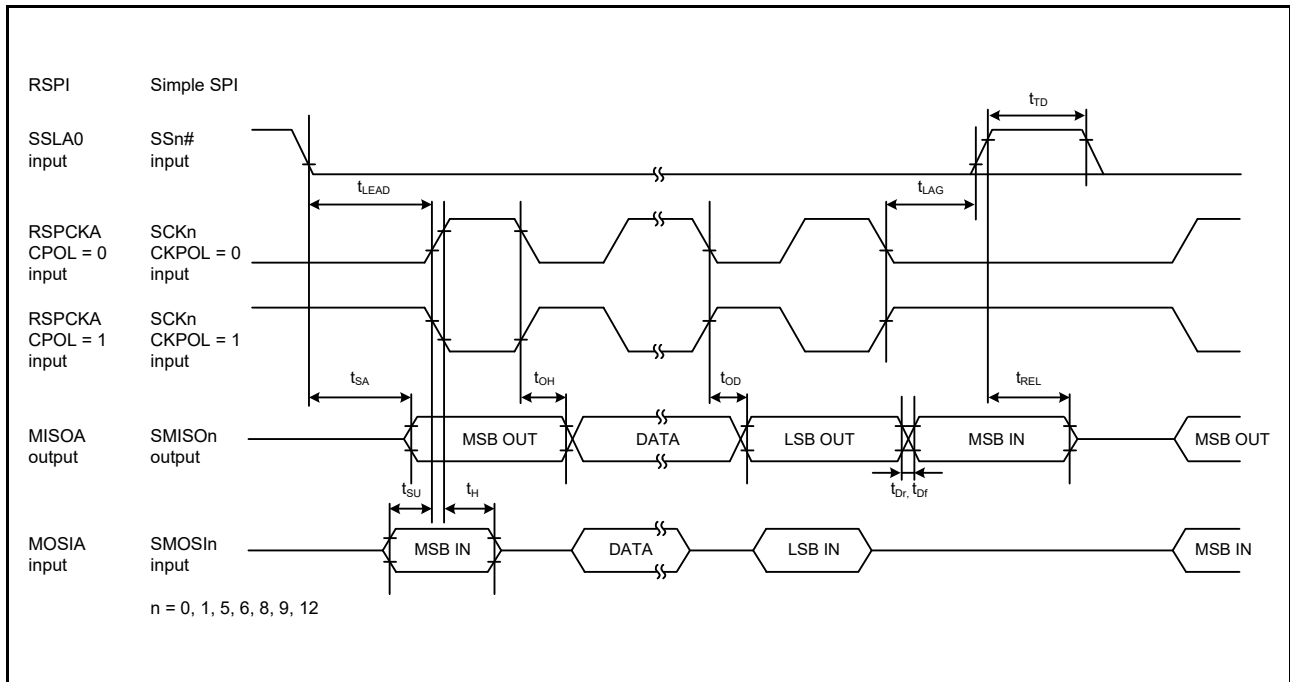 RSPI Simple SPI
tTD
SSLA0 SSn#
input input
tLEAD
tLAG
RSPCKA SCKn
CPOL = 0 CKPOL = 0
input input
RSPCKA SCKn
CPOL = 1 CKPOL = 1
input input
tSA tOH tOD tREL
MISOA SMISOn
output output
MSB OUT DATA LSB OUT MSB IN MSB OUT
tSU tH tDr, tDf
MOSIA SMOSIn
input input
MSB IN DATA LSB IN MSB IN
n = 0, 1, 5, 6, 8, 9, 12